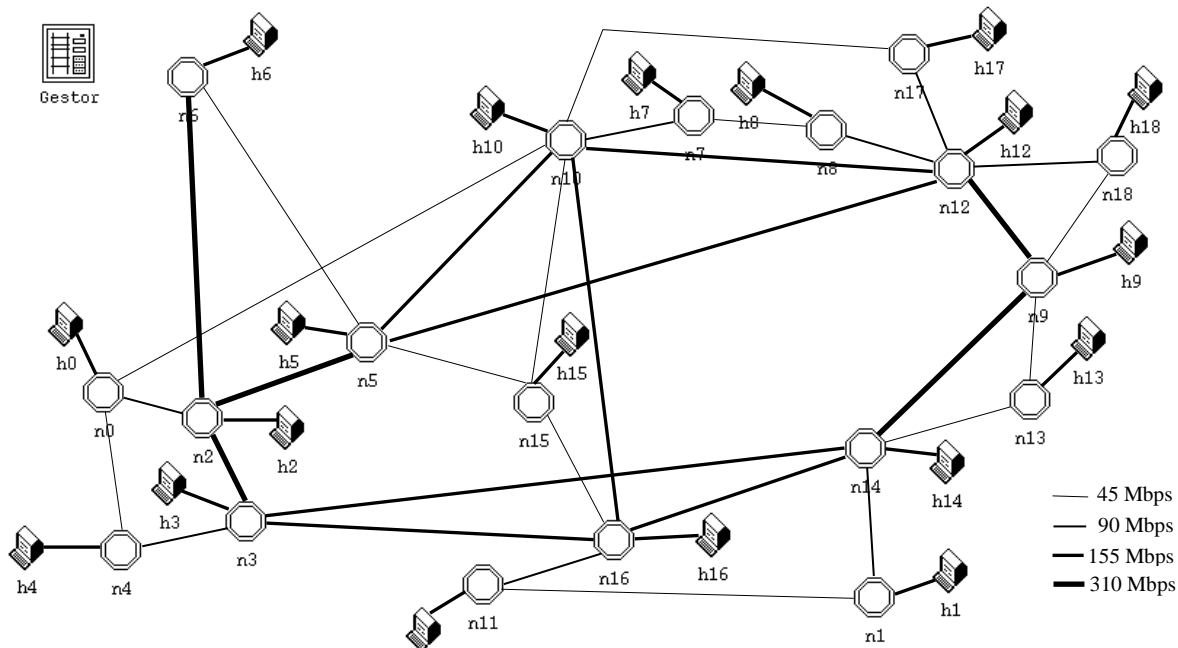 h6
h17
Gestor
n6
n17
h7
h8
h10
n7
h12
h18
n10
n8
n12
n18
h9
n9
h0
h5
h15
h13
n5
n0
n15
n13
n2
h2
h3
n14
h14
45 Mbps
n3
90 Mbps
h4
n4
n16
h16
155 Mbps
310 Mbps
n11
h1
n1